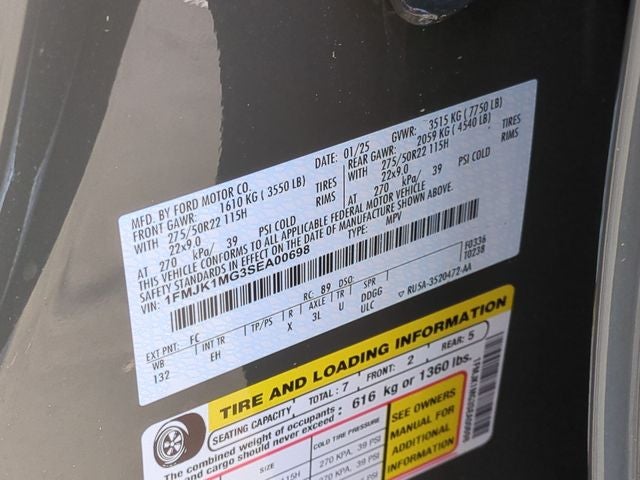 MFD. BY FORD MOTOR CO.
DATE: 01/25 GVWR: 3515 KG ( 7750 LB)
FRONT GAWR: 1610 KG ( 3550 LB)
REAR GAWR: 2059 KG ( 4540 LB)
WITH 275/50R22 115H TIRES
WITH 275/50R22 115H TIRES
22x9.0 RIMS
22x9.0 RIMS
AT 270 kPa/ 39 PSI COLD
AT 270 kPa/ 39 PSI COLD
THIS VEHICLE CONFORMS TO ALL APPLICABLE FEDERAL MOTOR VEHICLE
SAFETY STANDARDS IN EFFECT ON THE DATE OF MANUFACTURE SHOWN ABOVE.
VIN: 1FMJK1MG3SEA00698
TYPE: MPV
F0336
T0238
EXT PNT: FC RC: 89 DSO:
WB INT TR TP/PS R AXLE TR
132 EH X 3L U U DDGG
ULC
▽ RU5A-3520472-AA
TIRE AND LOADING INFORMATION
SEATING CAPACITY TOTAL: 7 FRONT: 2 REAR: 5
The combined weight of occupants
and cargo should never exceed : 616 kg or 1360 lbs.
SIZE
COLD TIRE PRESSURE
SEE OWNERS
MANUAL FOR
ADDITIONAL
INFORMATION
115H
270 KPA, 39 PSI
270 KPA, 39 PSI